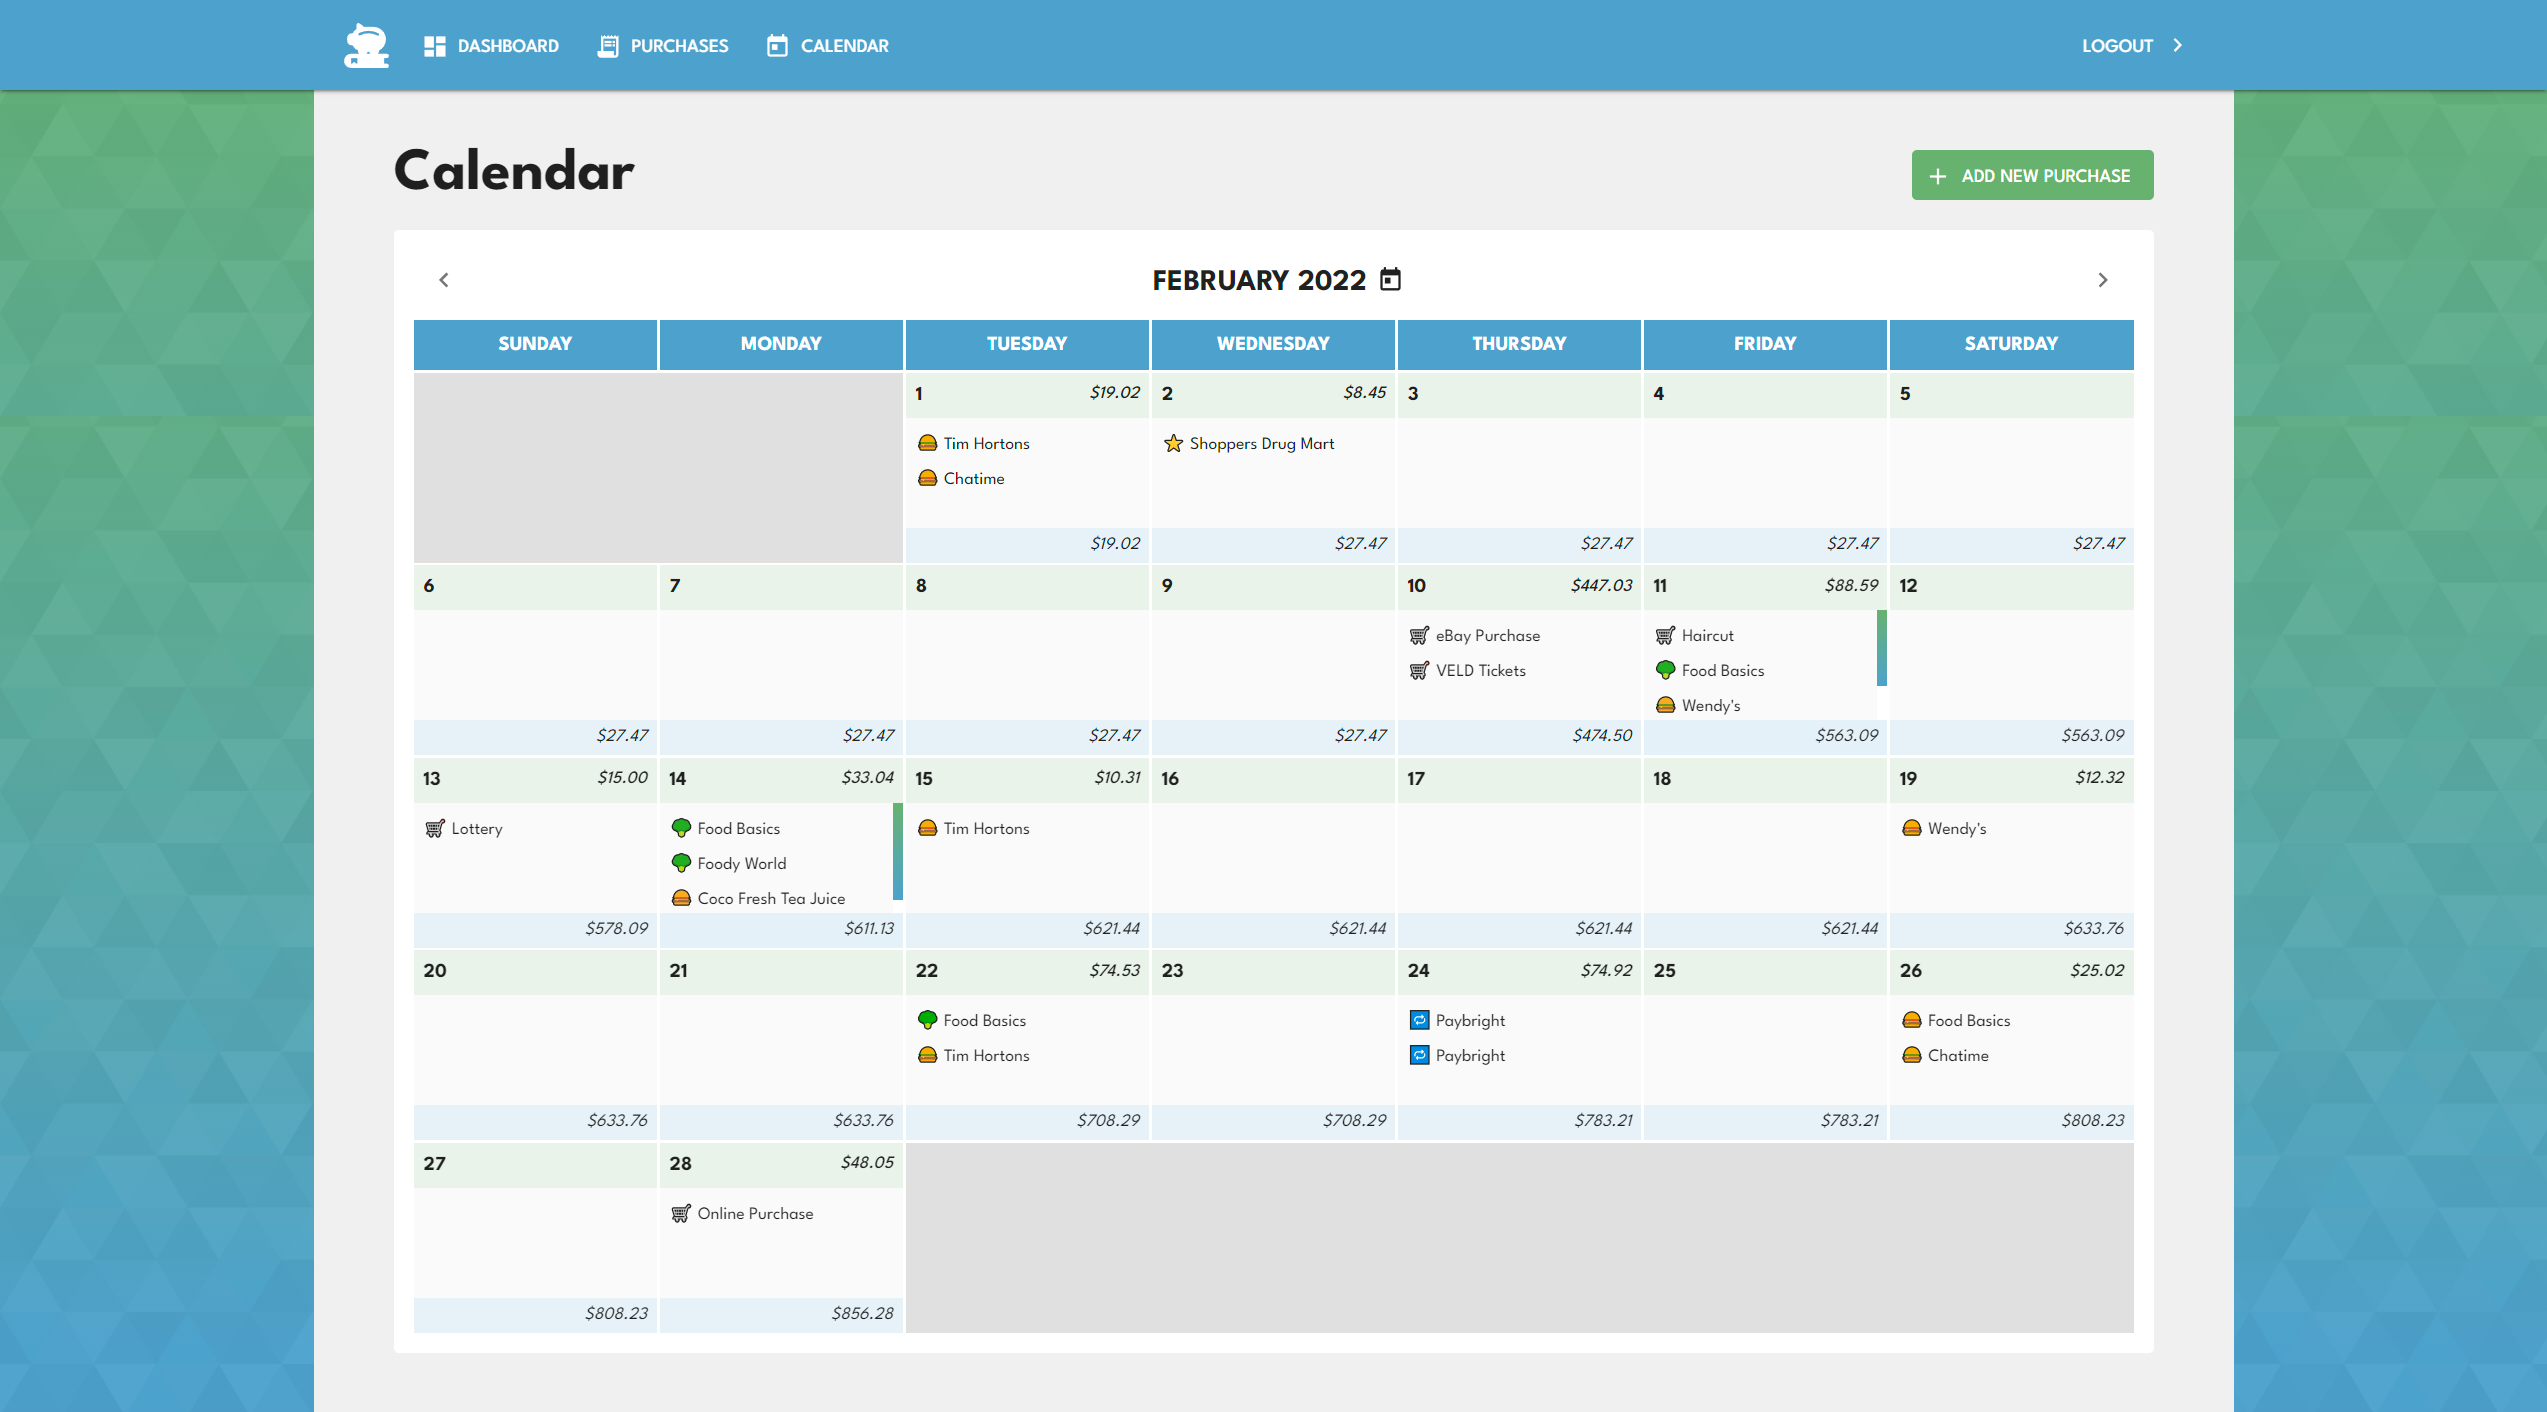 DASHBOARD PURCHASES CALENDAR LOGOUT
Calendar
ADD NEW PURCHASE
FEBRUARY 2022
SUNDAY MONDAY TUESDAY WEDNESDAY THURSDAY FRIDAY SATURDAY
1 $19.02 2 $8.45 3 4 5
Tim Hortons Shoppers Drug Mart
Chatime
$19.02 $27.47 $27.47 $27.47 $27.47
6 7 8 9 10 $447.03 11 $88.59 12
eBay Purchase Haircut
VELD Tickets Food Basics
Wendy's
$27.47 $27.47 $27.47 $27.47 $474.50 $563.09 $563.09
13 $15.00 14 $33.04 15 $10.31 16 17 18 19 $12.32
Lottery Food Basics Tim Hortons Wendy's
Foody World
Coco Fresh Tea Juice
$578.09 $611.13 $621.44 $621.44 $621.44 $621.44 $633.76
20 21 22 $74.53 23 24 $74.92 25 26 $25.02
Food Basics Paybright Food Basics
Tim Hortons Paybright Chatime
$633.76 $633.76 $708.29 $708.29 $783.21 $783.21 $808.23
27 28 $48.05
Online Purchase
$808.23 $856.28